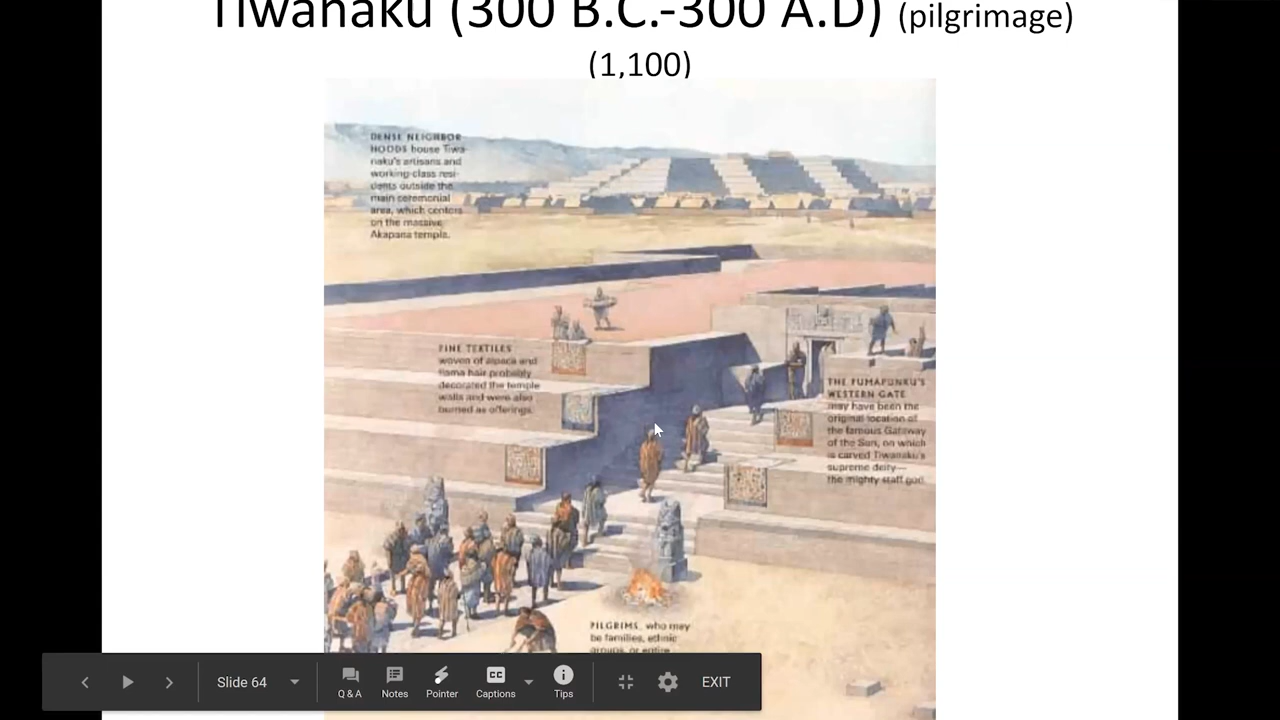 Tiwanaku (300 B.C.-300 A.D) (pilgrimage)
(1,100)
DENSE NEIGHBOR
HOODS house Tiwa-
naku's artisans and
working-class resi-
dents outside the
main ceremonial
area, which centers
on the massive
Akapana temple.
FINE TEXTILES
woven of alpaca and
llama hair probably
decorated the temple
walls and were also
burned as offerings.
THE PUMAPUNKU'S
WESTERN GATE
may have been the
original location of
the famous Gateway
of the Sun, on which
is carved Tiwanaku's
supreme deity—
the mighty staff god.
PILGRIMS, who may
be families, ethnic
groups, or entire
Slide 64
Q & A
Notes
Pointer
CC
Captions
Tips
EXIT